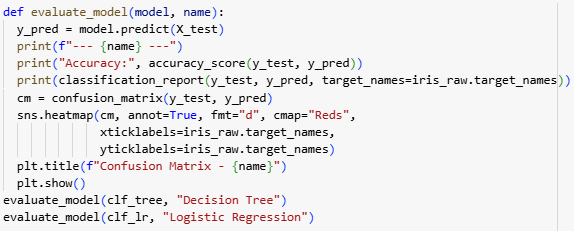 def evaluate_model(model, name):
  y_pred = model.predict(X_test)
  print(f"--- {name} ---")
  print("Accuracy:", accuracy_score(y_test, y_pred))
  print(classification_report(y_test, y_pred, target_names=iris_raw.target_names))
  cm = confusion_matrix(y_test, y_pred)
  sns.heatmap(cm, annot=True, fmt="d", cmap="Reds",
              xticklabels=iris_raw.target_names,
              yticklabels=iris_raw.target_names)
  plt.title(f"Confusion Matrix - {name}")
  plt.show()
evaluate_model(clf_tree, "Decision Tree")
evaluate_model(clf_lr, "Logistic Regression")